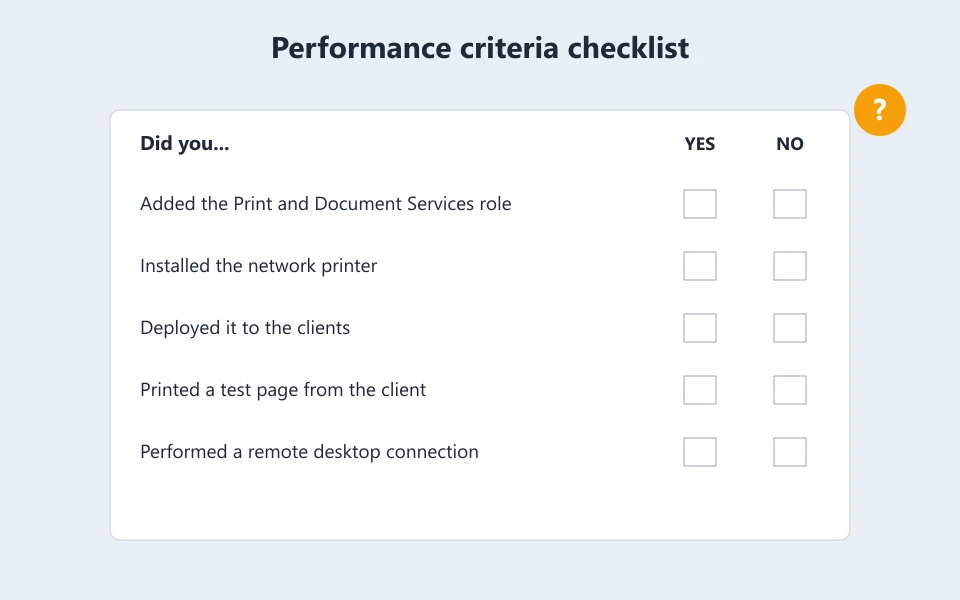 Performance criteria checklist
?
Did you... YES NO
Added the Print and Document Services role
Installed the network printer
Deployed it to the clients
Printed a test page from the client
Performed a remote desktop connection